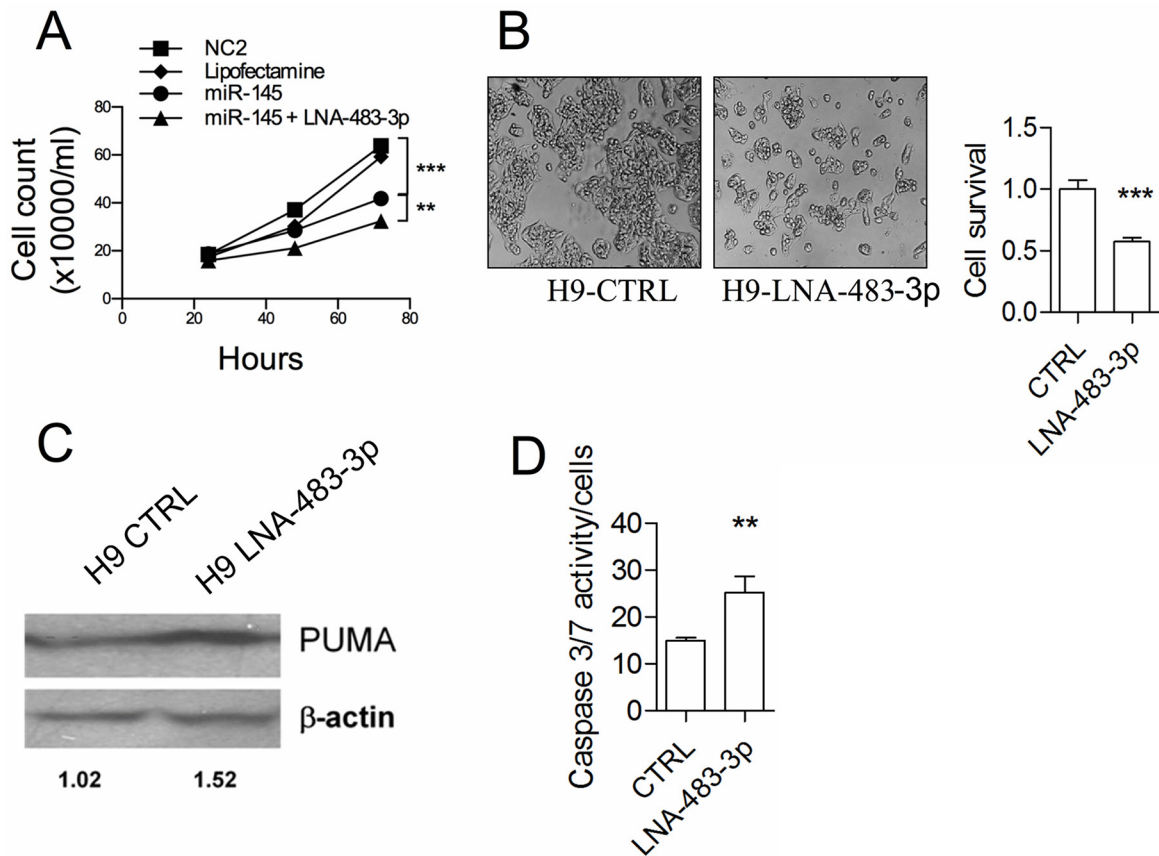 A
NC2
Lipofectamine
miR-145
miR-145 + LNA-483-3p
80
60
40
20
0
0 20 40 60 80
Cell count
(x10000/ml)
Hours
***
**
B
H9-CTRL
H9-LNA-483-3p
Cell survival
1.5
1.0
0.5
0.0
***
CTRL
LNA-483-3p
C
H9 CTRL
H9 LNA-483-3p
PUMA
β-actin
1.02 1.52
D
Caspase 3/7 activity/cells
40
30
20
10
0
**
CTRL
LNA-483-3p